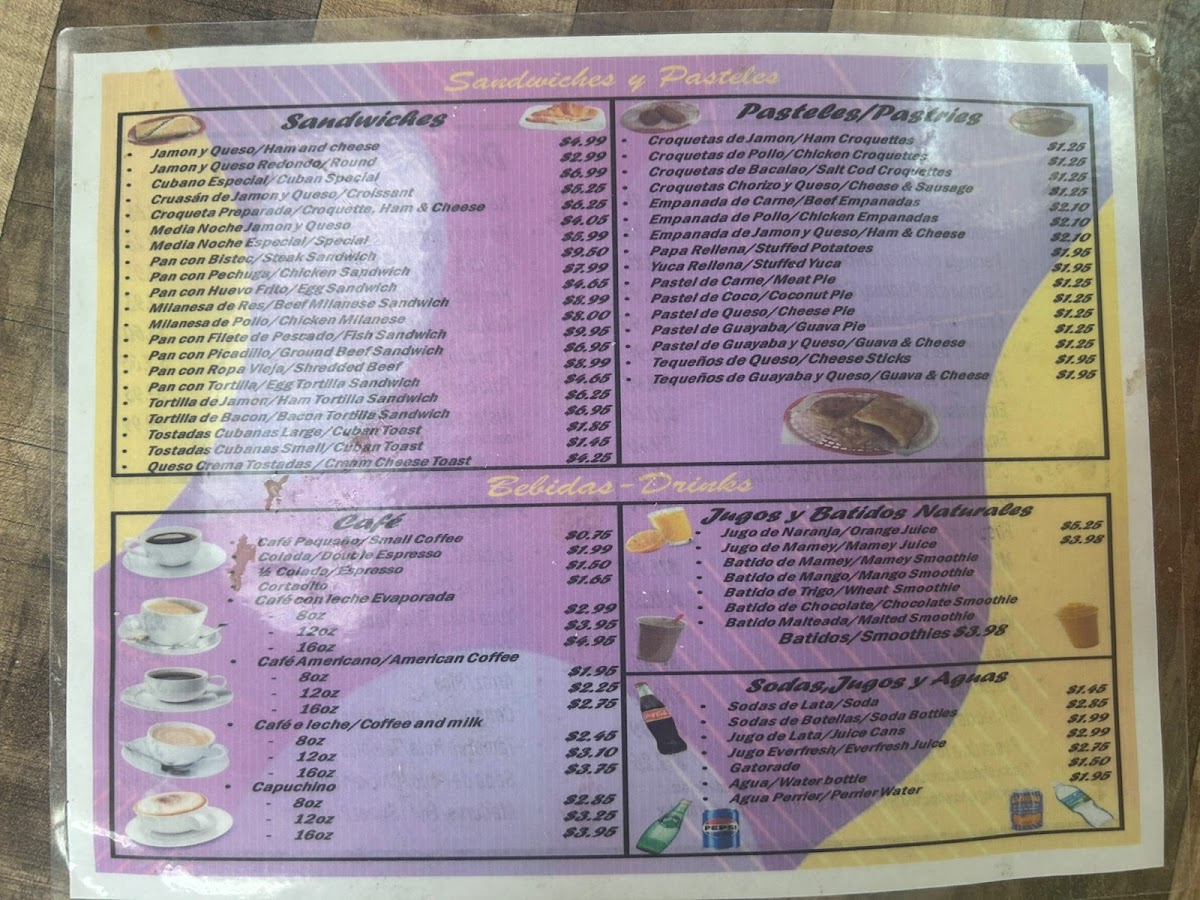 Sandwiches y Pasteles
Sandwiches
• Jamon y Queso/Ham and cheese $4.99
• Jamon y Queso Redondo/Round $2.99
• Cubano Especial/Cuban Special $6.99
• Cruasán de Jamon y Queso/Croissant $5.25
• Croqueta Preparada/Croquette, Ham & Cheese $6.25
• Media Noche Jamon y Queso $4.05
• Media Noche Especial/Special $5.99
• Pan con Bistec/Steak Sandwich $9.50
• Pan con Pechuga/Chicken Sandwich $7.99
• Pan con Huevo Frito/Egg Sandwich $4.65
• Milanesa de Res/Beef Milanese Sandwich $8.99
• Milanesa de Pollo/Chicken Milanese $8.00
• Pan con Filete de Pescado/Fish Sandwich $9.95
• Pan con Picadillo/Ground Beef Sandwich $6.95
• Pan con Ropa Vieja/Shredded Beef $8.99
• Pan con Tortilla/Egg Tortilla Sandwich $4.65
• Tortilla de Jamon/Ham Tortilla Sandwich $6.25
• Tortilla de Bacon/Bacon Tortilla Sandwich $6.95
• Tostadas Cubanas Large/Cuban Toast $1.85
• Tostadas Cubanas Small/Cuban Toast $1.45
• Queso Crema Tostadas /Cream Cheese Toast $4.25
Pasteles/Pastries
• Croquetas de Jamon/Ham Croquettes $1.25
• Croquetas de Pollo/Chicken Croquettes $1.25
• Croquetas de Bacalao/Salt Cod Croquettes $1.25
• Croquetas Chorizo y Queso/Cheese & Sausage $1.25
• Empanada de Carne/Beef Empanadas $2.10
• Empanada de Pollo/Chicken Empanadas $2.10
• Empanada de Jamon y Queso/Ham & Cheese $2.10
• Papa Rellena/Stuffed Potatoes $1.95
• Yuca Rellena/Stuffed Yuca $1.95
• Pastel de Carne/Meat Pie $1.25
• Pastel de Coco/Coconut Pie $1.25
• Pastel de Queso/Cheese Pie $1.25
• Pastel de Guayaba/Guava Pie $1.25
• Pastel de Guayaba y Queso/Guava & Cheese $1.25
• Tequeños de Queso/Cheese Sticks $1.95
• Tequeños de Guayaba y Queso/Guava & Cheese $1.95
Bebidas - Drinks
Café
• Café Paqueño/Small Coffee $0.75
• Colada/Double Espresso $1.99
• ½ Colada/Espresso $1.50
• Cortadito $1.65
• Café con leche Evaporada
- 8oz $2.99
- 12oz $3.95
- 16oz $4.95
• Café Americano/American Coffee
- 8oz $1.95
- 12oz $2.25
- 16oz $2.75
• Café e leche/Coffee and milk
- 8oz $2.45
- 12oz $3.10
- 16oz $3.75
• Capuchino
- 8oz $2.85
- 12oz $3.25
- 16oz $3.95
Jugos y Batidos Naturales
• Jugo de Naranja/Orange Juice $5.25
• Jugo de Mamey/Mamey Juice $3.98
• Batido de Mamey/Mamey Smoothie
• Batido de Mango/Mango Smoothie
• Batido de Trigo/Wheat Smoothie
• Batido de Chocolate/Chocolate Smoothie
• Batido Malteada/Malted Smoothie
Batidos/Smoothies $3.98
Sodas, Jugos y Aguas
• Sodas de Lata/Soda $1.45
• Sodas de Botellas/Soda Bottles $2.85
• Jugo de Lata/Juice Cans $1.99
• Jugo Everfresh/Everfresh Juice $2.99
• Gatorade $2.75
• Agua/Water bottle $1.50
• Agua Perrier/Perrier Water $1.95
PEPSI